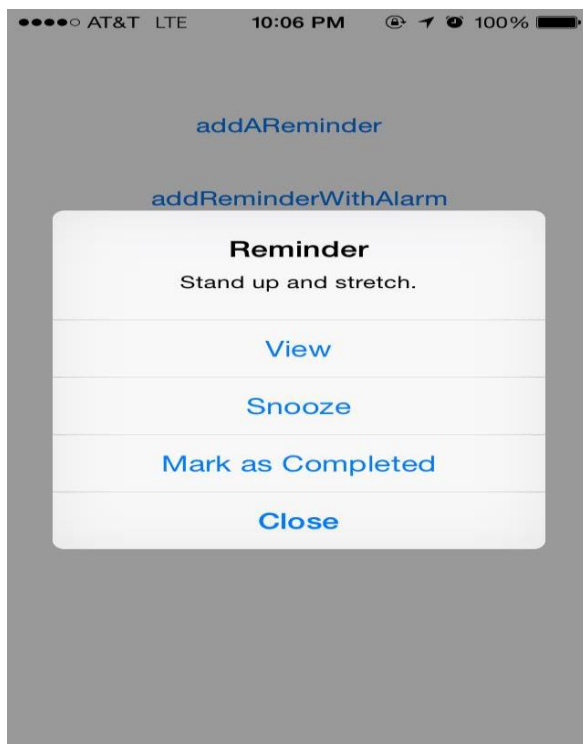 AT&T LTE 10:06 PM 100%
addAReminder
addReminderWithAlarm
Reminder
Stand up and stretch.
View
Snooze
Mark as Completed
Close